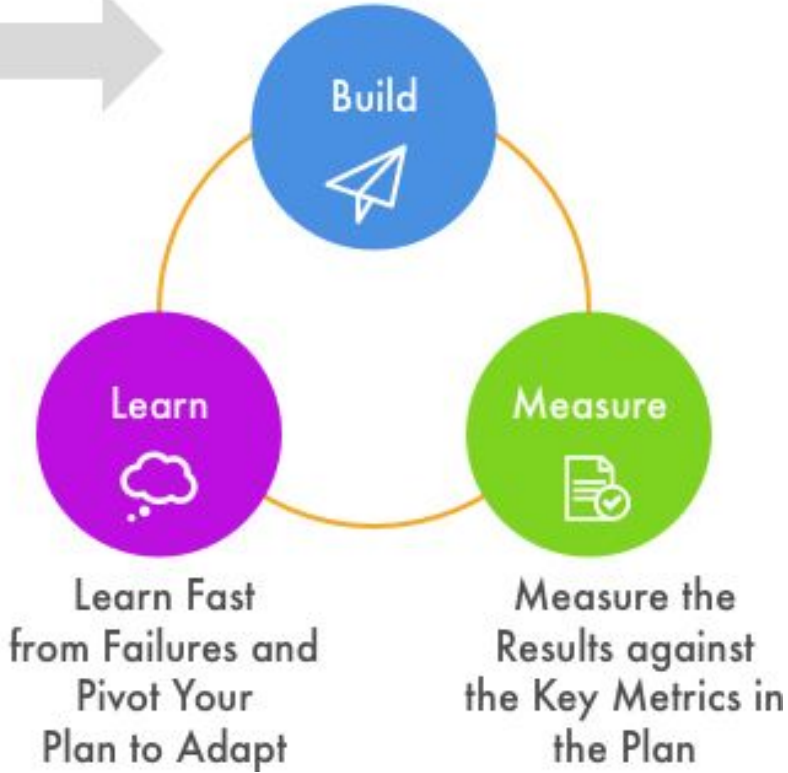 Build
Learn
Measure
Learn Fast
from Failures and
Pivot Your
Plan to Adapt
Measure the
Results against
the Key Metrics in
the Plan